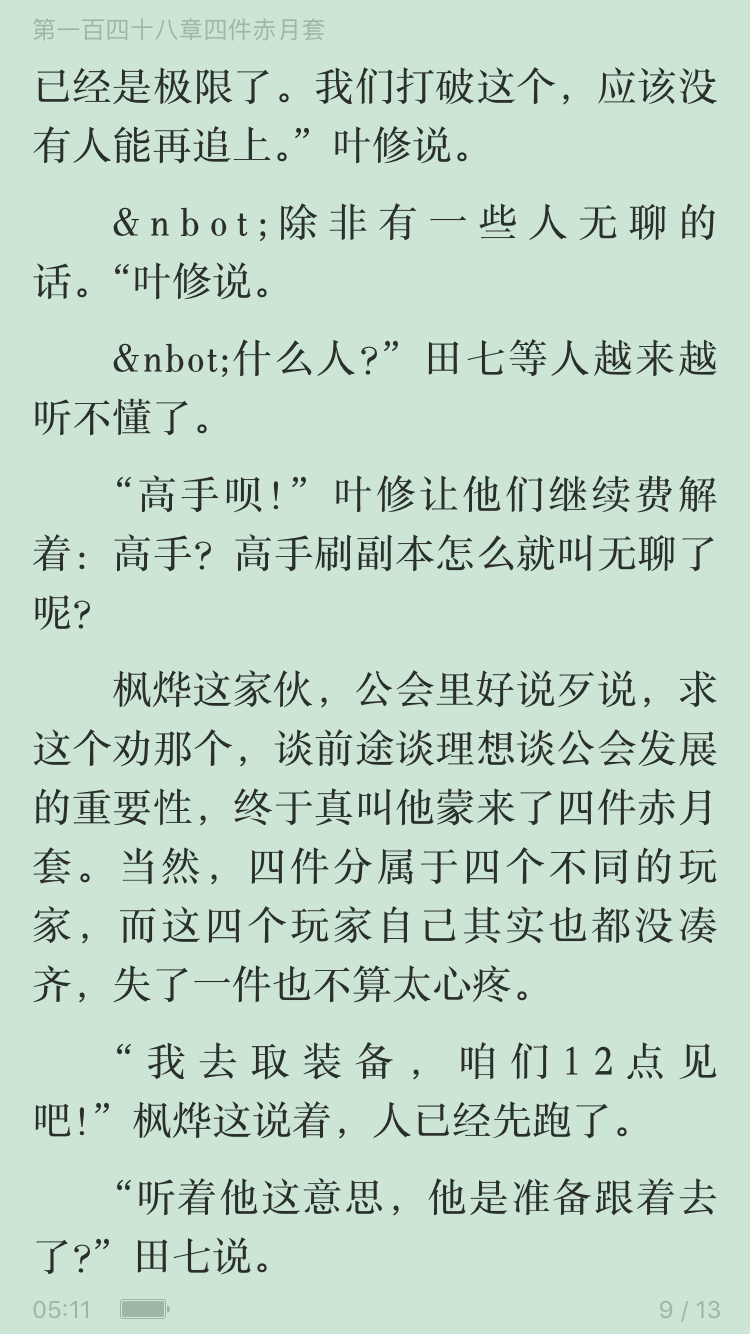 第一百四十八章四件赤月套
已经是极限了。我们打破这个，应该没
有人能再追上。”叶修说。
&nbot;除非有一些人无聊的
话。“叶修说。
&nbot;什么人?”田七等人越来越
听不懂了。
“高手呗!”叶修让他们继续费解
着：高手？高手刷副本怎么就叫无聊了
呢?
枫烨这家伙，公会里好说歹说，求
这个劝那个，谈前途谈理想谈公会发展
的重要性，终于真叫他蒙来了四件赤月
套。当然，四件分属于四个不同的玩
家，而这四个玩家自己其实也都没凑
齐，失了一件也不算太心疼。
“我去取装备，咱们12点见
吧!”枫烨这说着，人已经先跑了。
“听着他这意思，他是准备跟着去
了?”田七说。
05:11
9 / 13